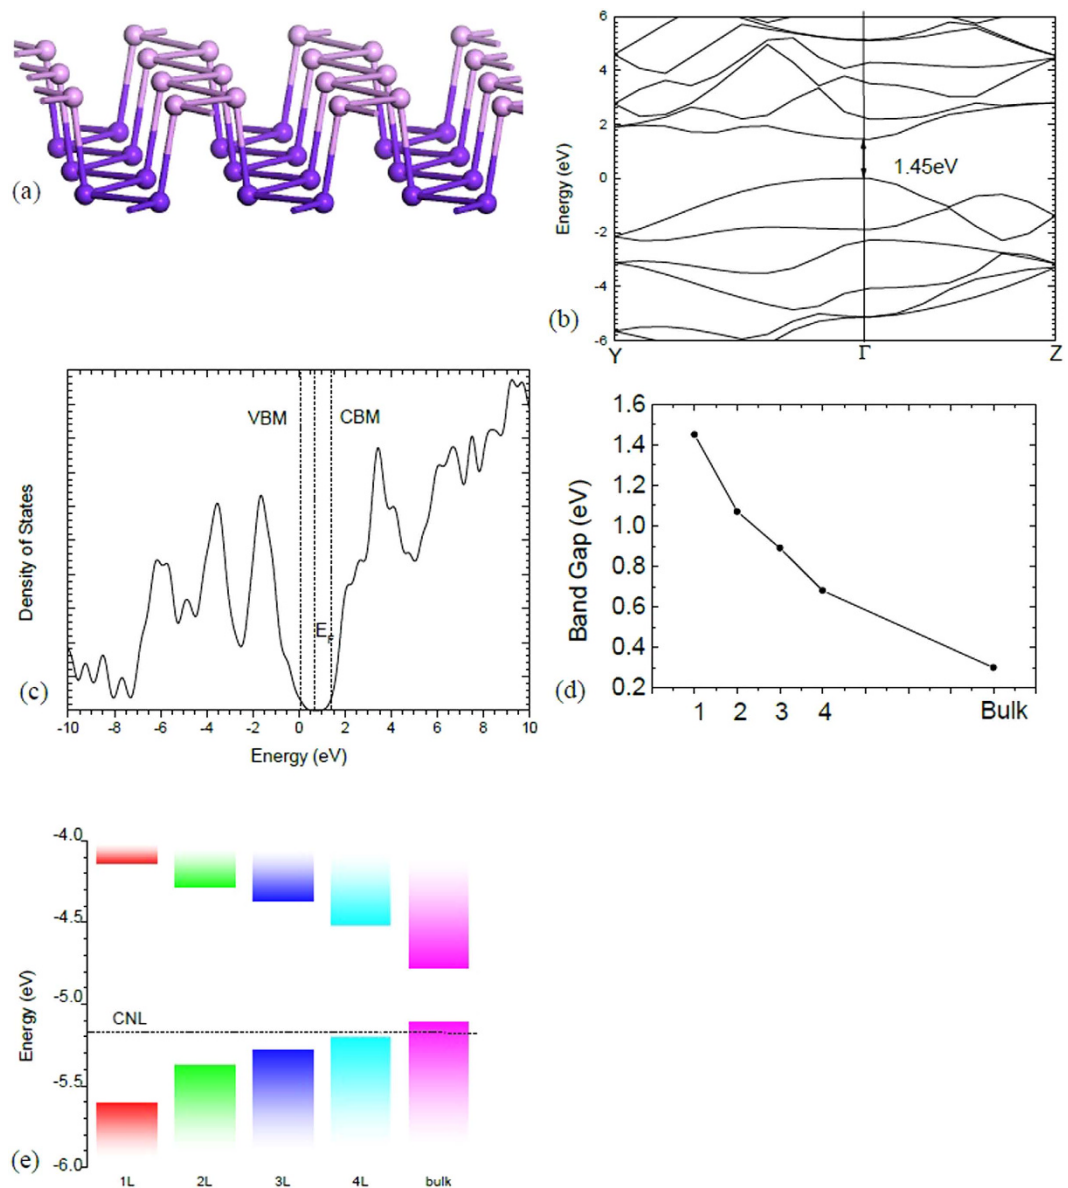 (a)
6
4
2
0
-2
-4
-6
Energy (eV)
1.45eV
Y
Γ
Z
(b)
VBM
CBM
E
Density of States
-10
-8
-6
-4
-2
0
2
4
6
8
10
Energy (eV)
(c)
1.6
1.4
1.2
1.0
0.8
0.6
0.4
0.2
Band Gap (eV)
1
2
3
4
Bulk
(d)
-4.0
-4.5
-5.0
-5.5
-6.0
Energy (eV)
CNL
1L
2L
3L
4L
bulk
(e)